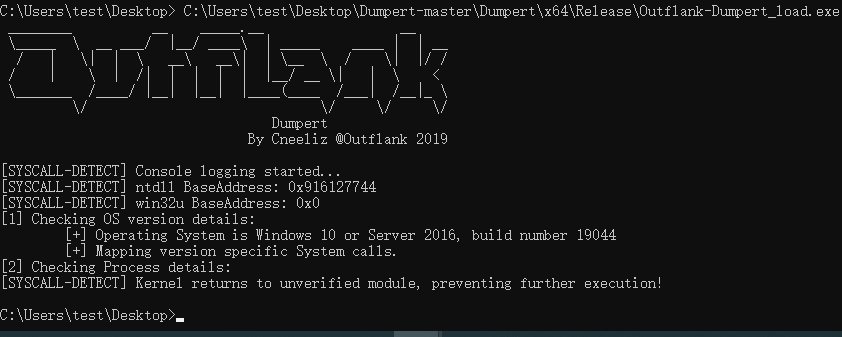 C:\Users\test\Desktop> C:\Users\test\Desktop\Dumpert-master\Dumpert\x64\Release\Outflank-Dumpert_load.exe
Outflank
Dumpert
By Cneeliz @Outflank 2019
[SYSCALL-DETECT] Console logging started...
[SYSCALL-DETECT] ntdll BaseAddress: 0x916127744
[SYSCALL-DETECT] win32u BaseAddress: 0x0
[1] Checking OS version details:
[+] Operating System is Windows 10 or Server 2016, build number 19044
[+] Mapping version specific System calls.
[2] Checking Process details:
[SYSCALL-DETECT] Kernel returns to unverified module, preventing further execution!
C:\Users\test\Desktop>